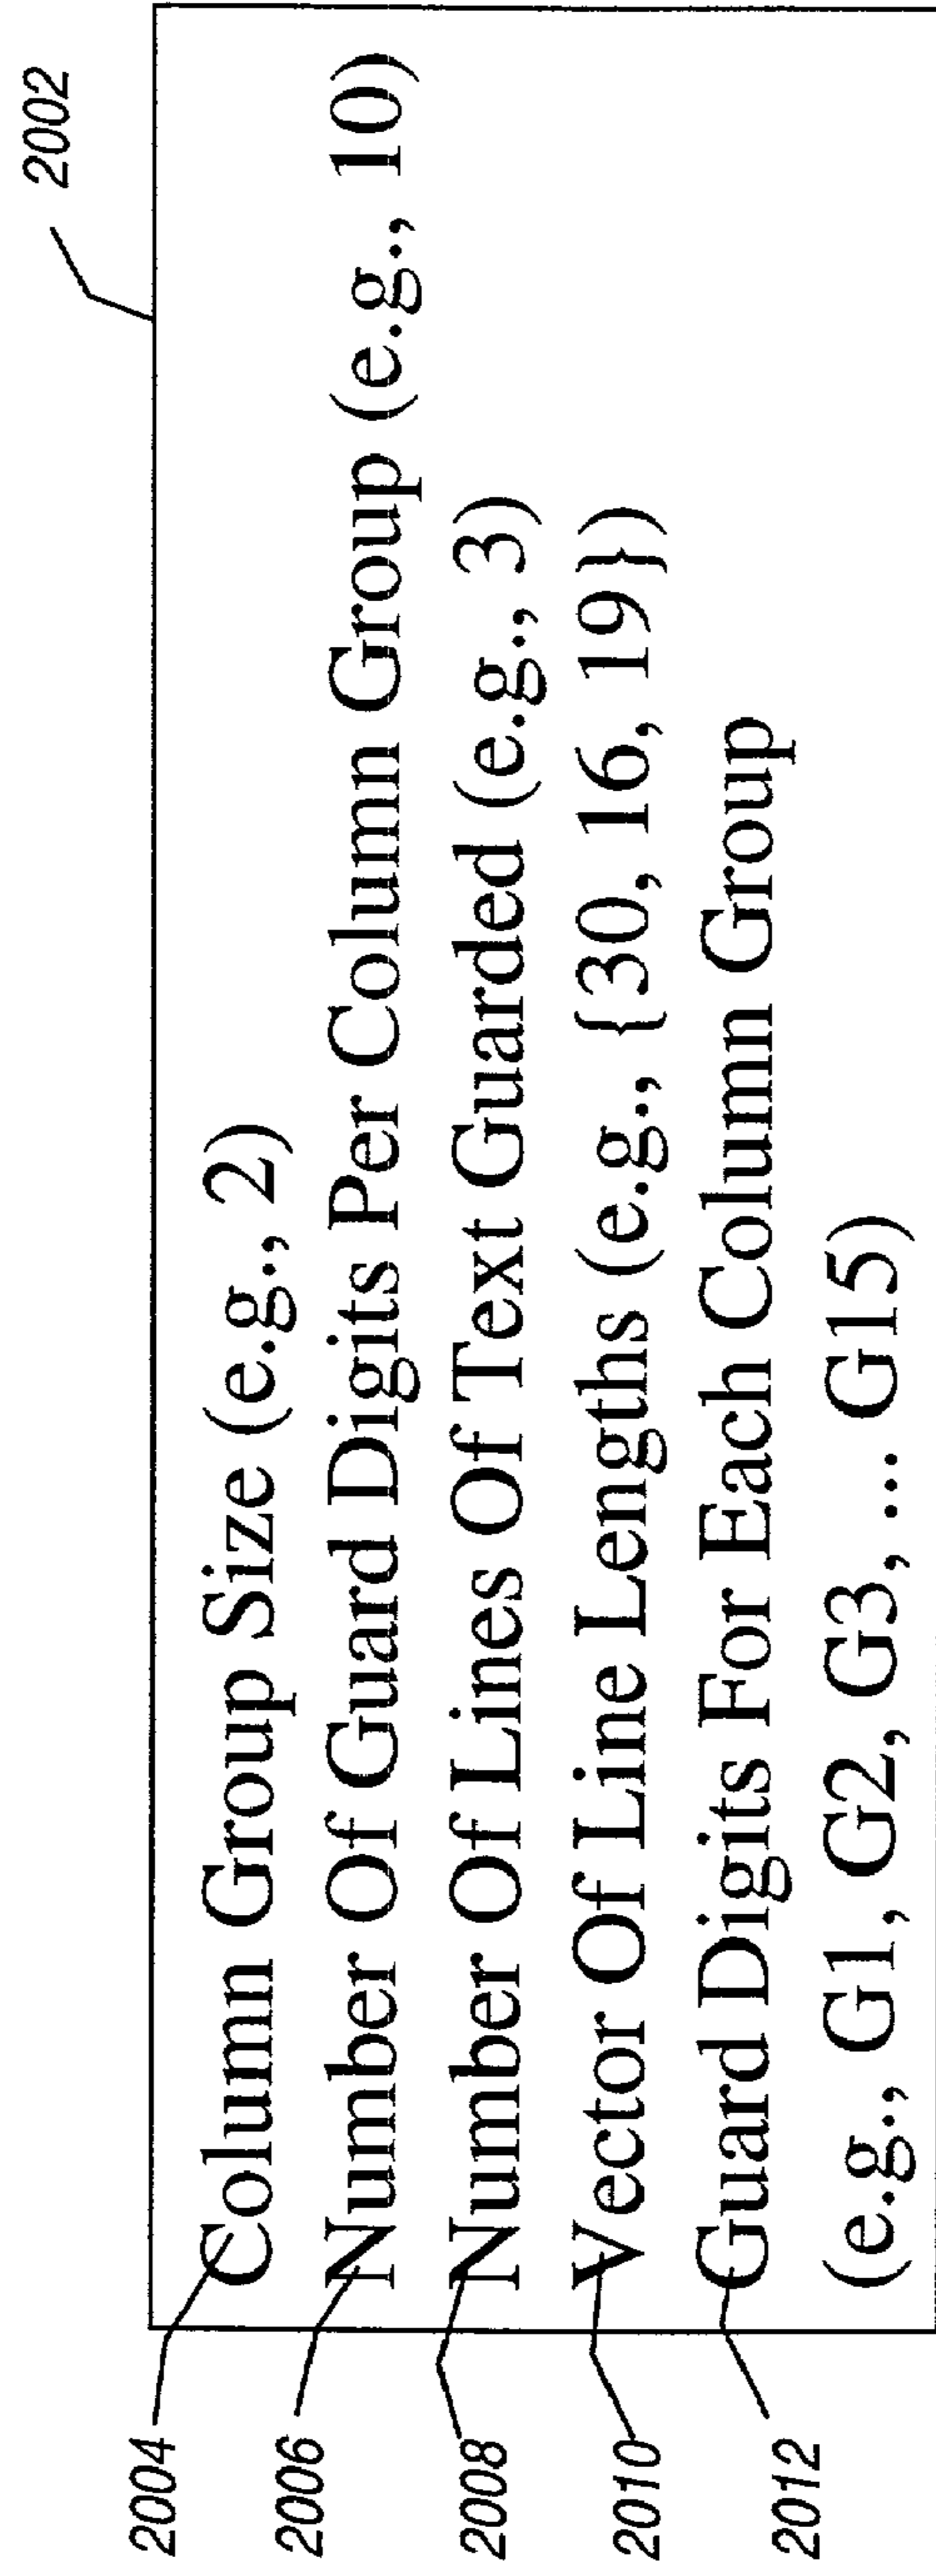 2002
2004 Column Group Size (e.g., 2)
2006 Number Of Guard Digits Per Column Group (e.g., 10)
2008 Number Of Lines Of Text Guarded (e.g., 3)
2010 Vector Of Line Lengths (e.g., {30, 16, 19})
2012 Guard Digits For Each Column Group
(e.g., G1, G2, G3, ... G15)